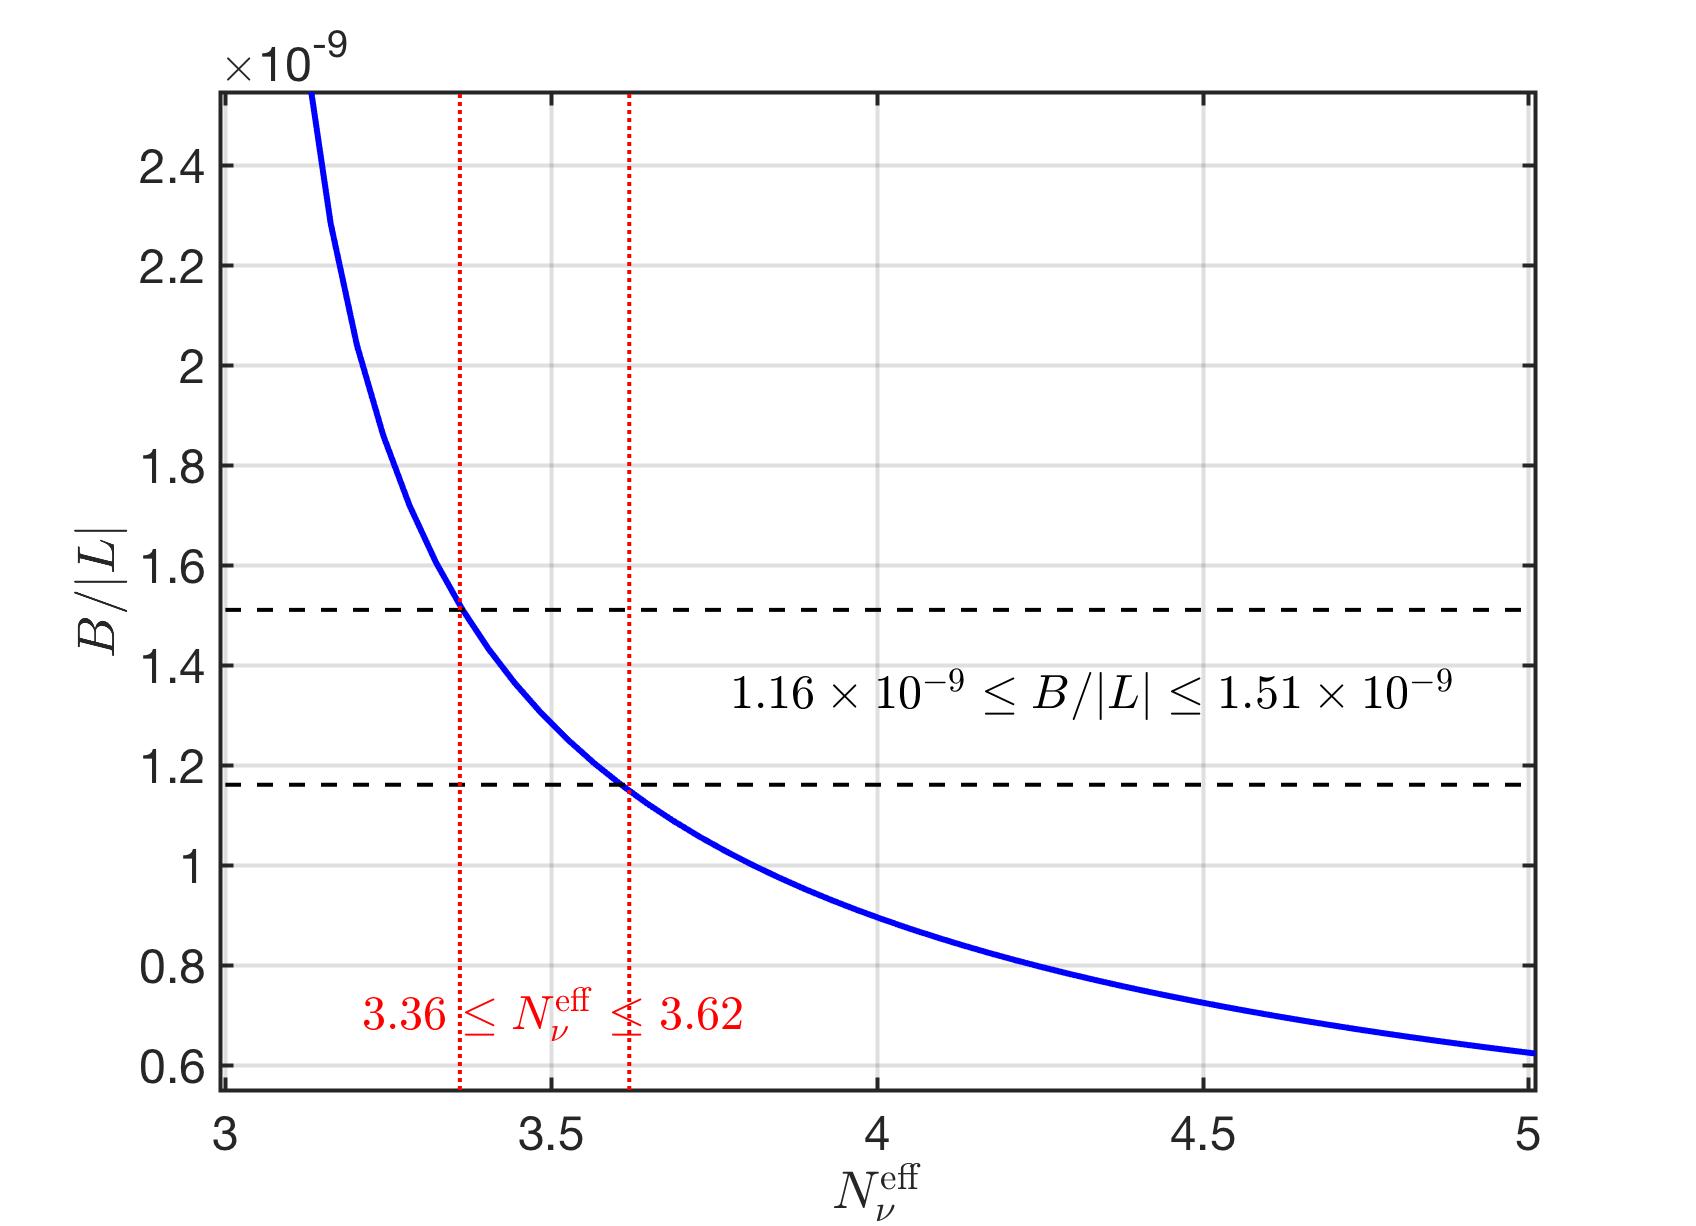 ×10⁻⁹
2.4
2.2
2
1.8
1.6
1.4
1.2
1
0.8
0.6
B/|L|
1.16 × 10⁻⁹ ≤ B/|L| ≤ 1.51 × 10⁻⁹
3.36 ≤ N_ν^eff ≤ 3.62
3 3.5 4 4.5 5
N_ν^eff